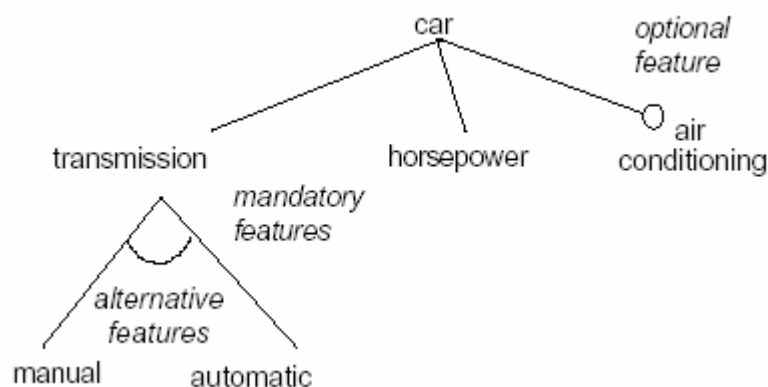 car
optional
feature
transmission
horsepower
air
conditioning
mandatory
features
alternative
features
manual
automatic